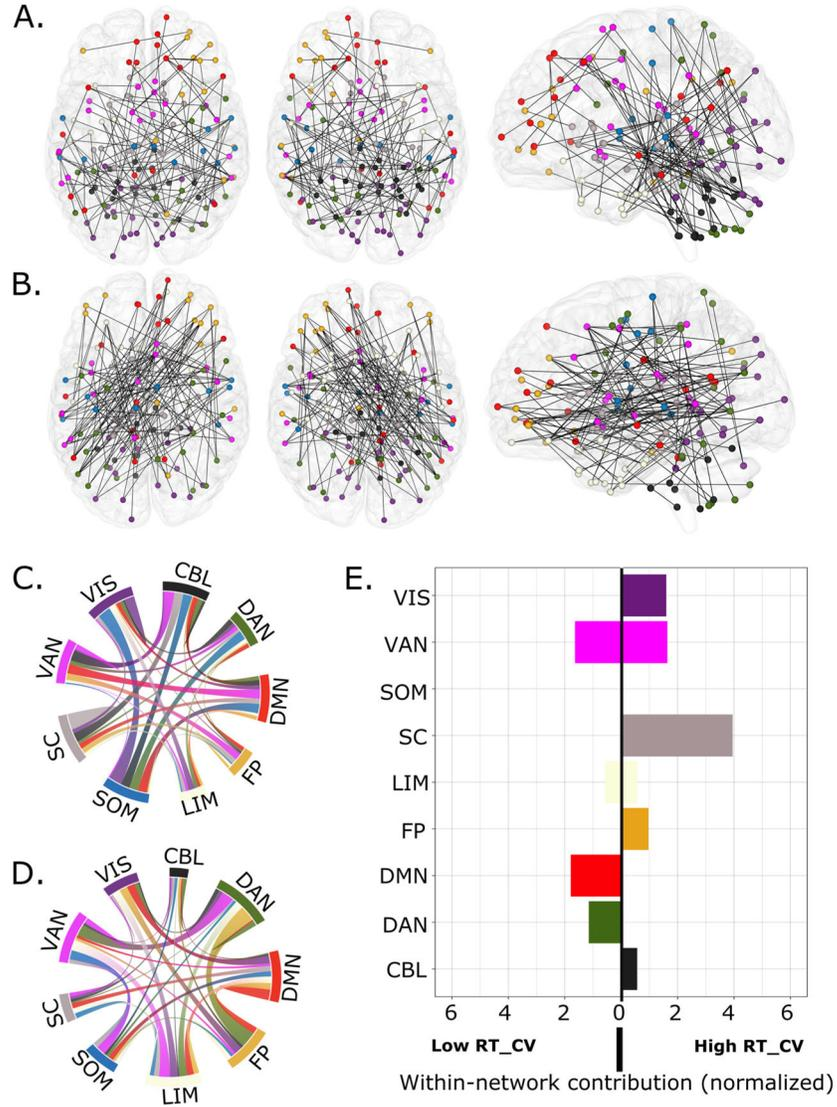 A.
B.
C.
CBL
VIS
DAN
VAN
DMN
SC
FP
SOM
LIM
D.
CBL
VIS
DAN
VAN
DMN
SC
FP
SOM
LIM
E.
VIS
VAN
SOM
SC
LIM
FP
DMN
DAN
CBL
6 4 2 0 2 4 6
Low RT_CV High RT_CV
Within-network contribution (normalized)